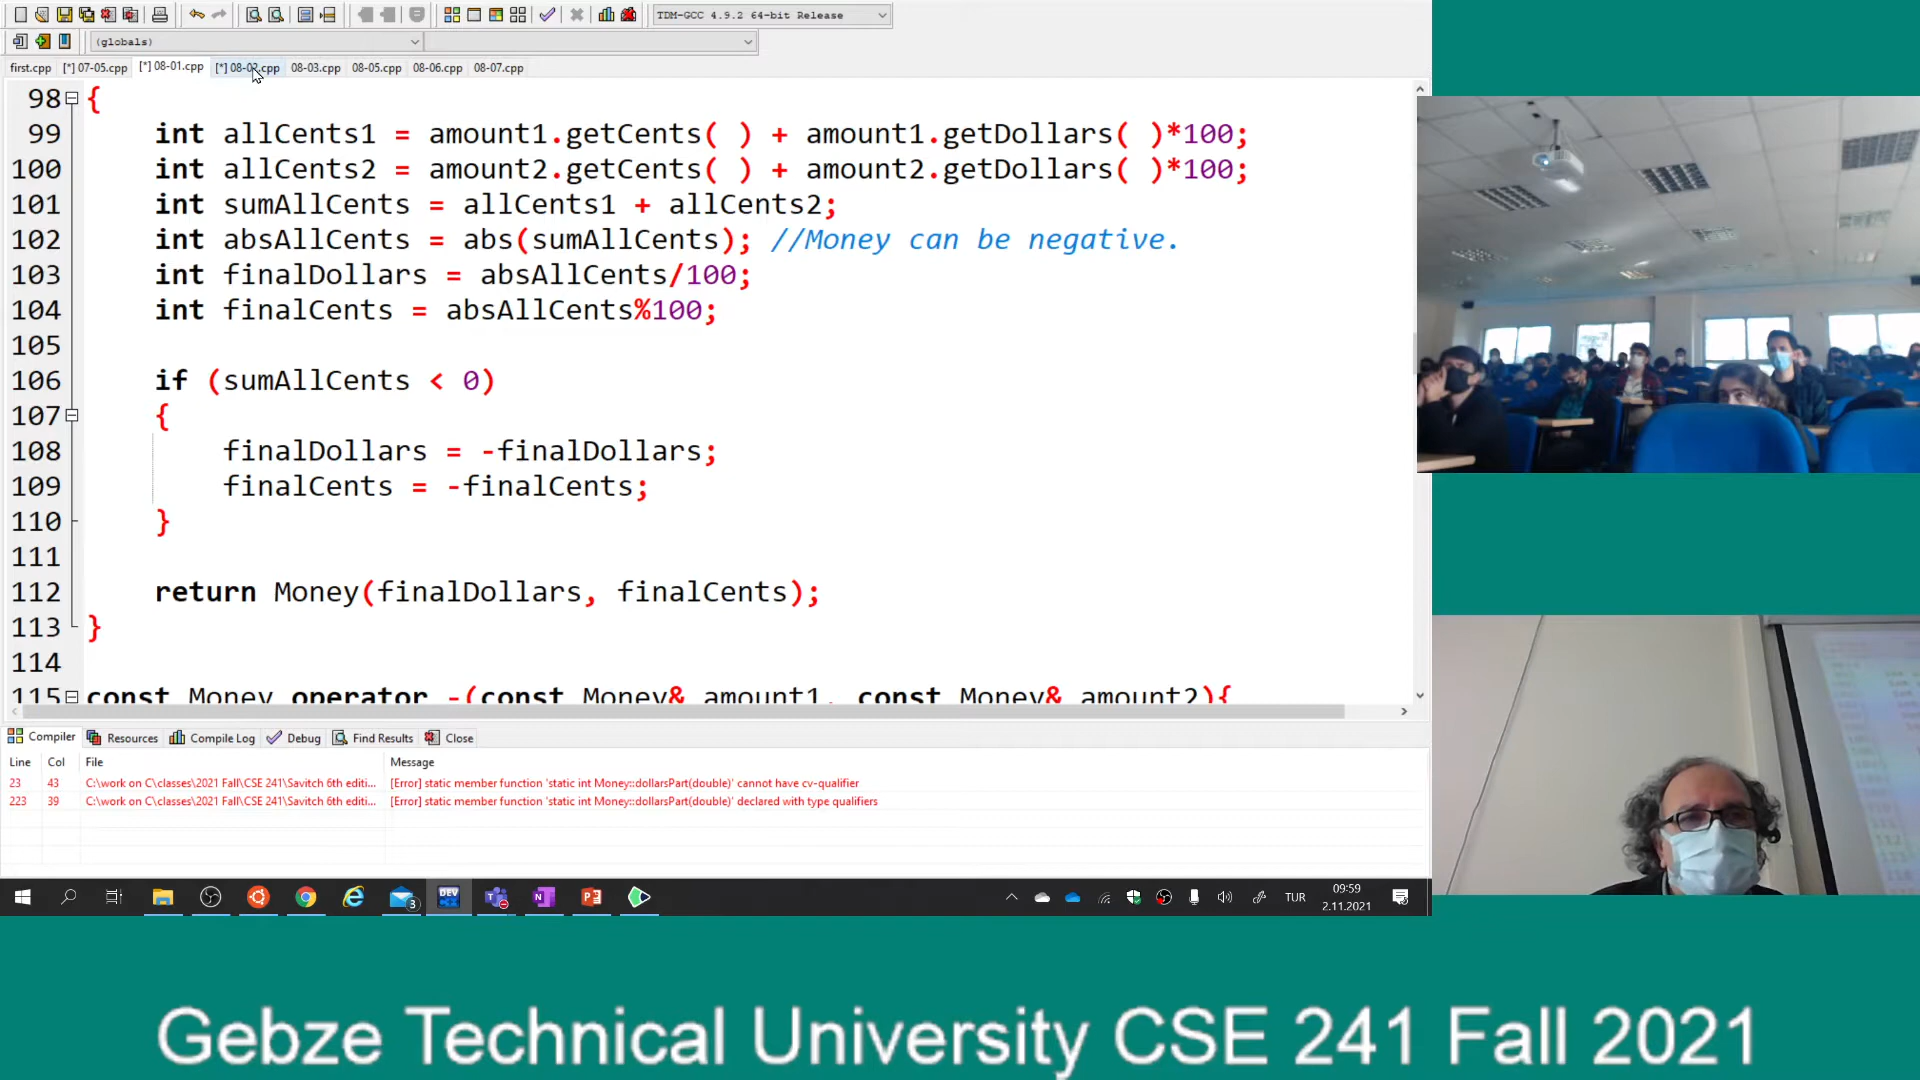 TDM-GCC 4.9.2 64-bit Release
(globals)
first.cpp [*] 07-05.cpp [*] 08-01.cpp [*] 08-02.cpp 08-03.cpp 08-05.cpp 08-06.cpp 08-07.cpp
98 {
99 int allCents1 = amount1.getCents( ) + amount1.getDollars( )*100;
100 int allCents2 = amount2.getCents( ) + amount2.getDollars( )*100;
101 int sumAllCents = allCents1 + allCents2;
102 int absAllCents = abs(sumAllCents); //Money can be negative.
103 int finalDollars = absAllCents/100;
104 int finalCents = absAllCents%100;
105
106 if (sumAllCents < 0)
107 {
108 finalDollars = -finalDollars;
109 finalCents = -finalCents;
110 }
111
112 return Money(finalDollars, finalCents);
113 }
114
115 const Money operator -(const Money& amount1, const Money& amount2){
Compiler Resources Compile Log Debug Find Results Close
Line Col File Message
23 43 C:\work on C\classes\2021 Fall\CSE 241\Savitch 6th editi... [Error] static member function 'static int Money::dollarsPart(double)' cannot have cv-qualifier
223 39 C:\work on C\classes\2021 Fall\CSE 241\Savitch 6th editi... [Error] static member function 'static int Money::dollarsPart(double)' declared with type qualifiers
DEV
3
TUR
09:59
2.11.2021
Gebze Technical University CSE 241 Fall 2021